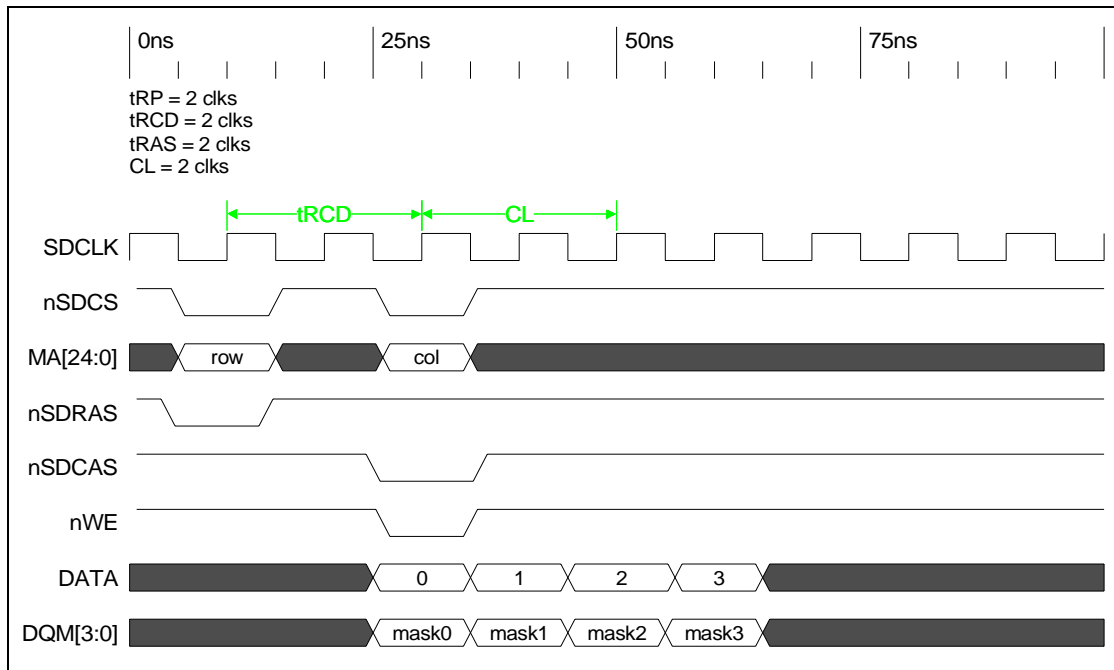 0ns 25ns 50ns 75ns
tRP = 2 clks
tRCD = 2 clks
tRAS = 2 clks
CL = 2 clks
tRCD CL
SDCLK
nSDCS
MA[24:0] row col
nSDRAS
nSDCAS
nWE
DATA 0 1 2 3
DQM[3:0] mask0 mask1 mask2 mask3